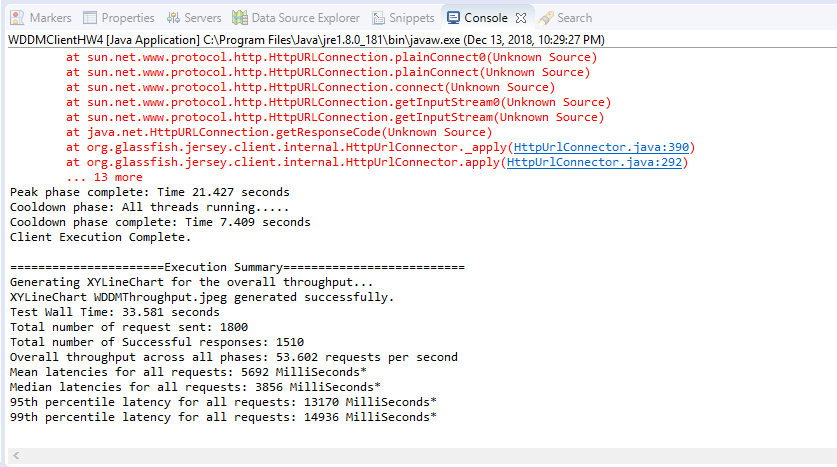 Markers Properties Servers Data Source Explorer Snippets Console Search
WDDMClientHW4 [Java Application] C:\Program Files\Java\jre1.8.0_181\bin\javaw.exe (Dec 13, 2018, 10:29:27 PM)
at sun.net.www.protocol.http.HttpURLConnection.plainConnect0(Unknown Source)
at sun.net.www.protocol.http.HttpURLConnection.plainConnect(Unknown Source)
at sun.net.www.protocol.http.HttpURLConnection.connect(Unknown Source)
at sun.net.www.protocol.http.HttpURLConnection.getInputStream0(Unknown Source)
at sun.net.www.protocol.http.HttpURLConnection.getInputStream(Unknown Source)
at java.net.HttpURLConnection.getResponseCode(Unknown Source)
at org.glassfish.jersey.client.internal.HttpUrlConnector._apply(HttpUrlConnector.java:390)
at org.glassfish.jersey.client.internal.HttpUrlConnector.apply(HttpUrlConnector.java:292)
... 13 more
Peak phase complete: Time 21.427 seconds
Cooldown phase: All threads running.....
Cooldown phase complete: Time 7.409 seconds
Client Execution Complete.
======================Execution Summary==========================
Generating XYLineChart for the overall throughput...
XYLineChart WDDMThroughput.jpeg generated successfully.
Test Wall Time: 33.581 seconds
Total number of request sent: 1800
Total number of Successful responses: 1510
Overall throughput across all phases: 53.602 requests per second
Mean latencies for all requests: 5692 MilliSeconds*
Median latencies for all requests: 3856 MilliSeconds*
95th percentile latency for all requests: 13170 MilliSeconds*
99th percentile latency for all requests: 14936 MilliSeconds*